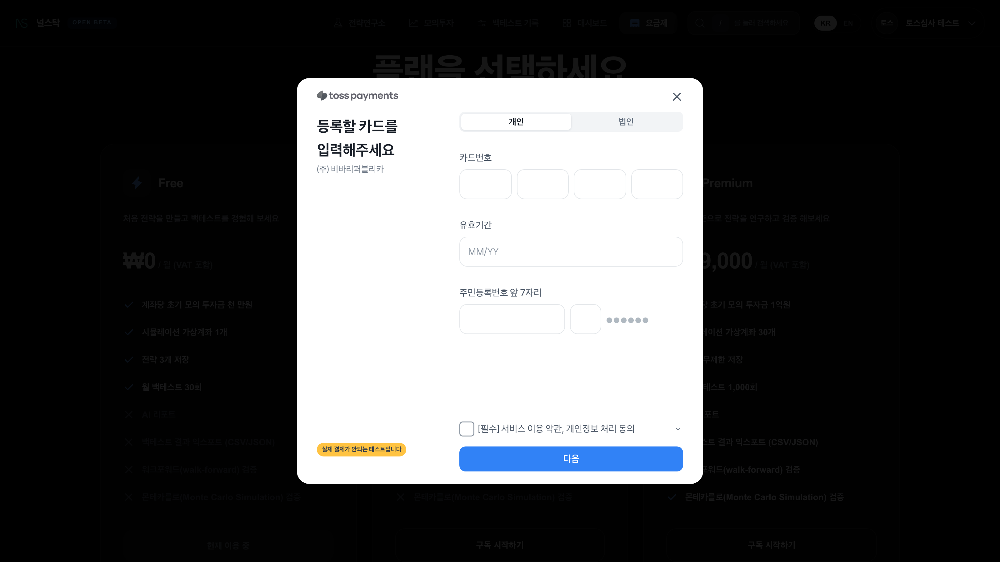 널스탁
OPEN BETA
전략연구소
모의투자
백테스트 기록
대시보드
요금제
/ 를 눌러 검색하세요
KR
EN
토스
토스심사 테스트
플랜을 선택하세요
toss payments
등록할 카드를
입력해주세요
(주) 비바리퍼블리카
개인
법인
카드번호
유효기간
MM/YY
주민등록번호 앞 7자리
[필수] 서비스 이용 약관, 개인정보 처리 동의
실제 결제가 안되는 테스트입니다
다음
Free
처음 전략을 만들고 백테스트를 경험해 보세요
₩0 / 월 (VAT 포함)
계좌당 초기 모의 투자금 천 만원
시뮬레이션 가상계좌 1개
전략 3개 저장
월 백테스트 30회
AI 리포트
백테스트 결과 익스포트 (CSV/JSON)
워크포워드(walk-forward) 검증
몬테카를로(Monte Carlo Simulation) 검증
현재 이용 중
몬테카를로(Monte Carlo Simulation) 검증
구독 시작하기
Premium
으로 전략을 연구하고 검증 해보세요
9,000 / 월 (VAT 포함)
당 초기 모의 투자금 1억원
레이션 가상계좌 30개
무제한 저장
테스트 1,000회
포트
스트 결과 익스포트 (CSV/JSON)
포워드(walk-forward) 검증
몬테카를로(Monte Carlo Simulation) 검증
구독 시작하기